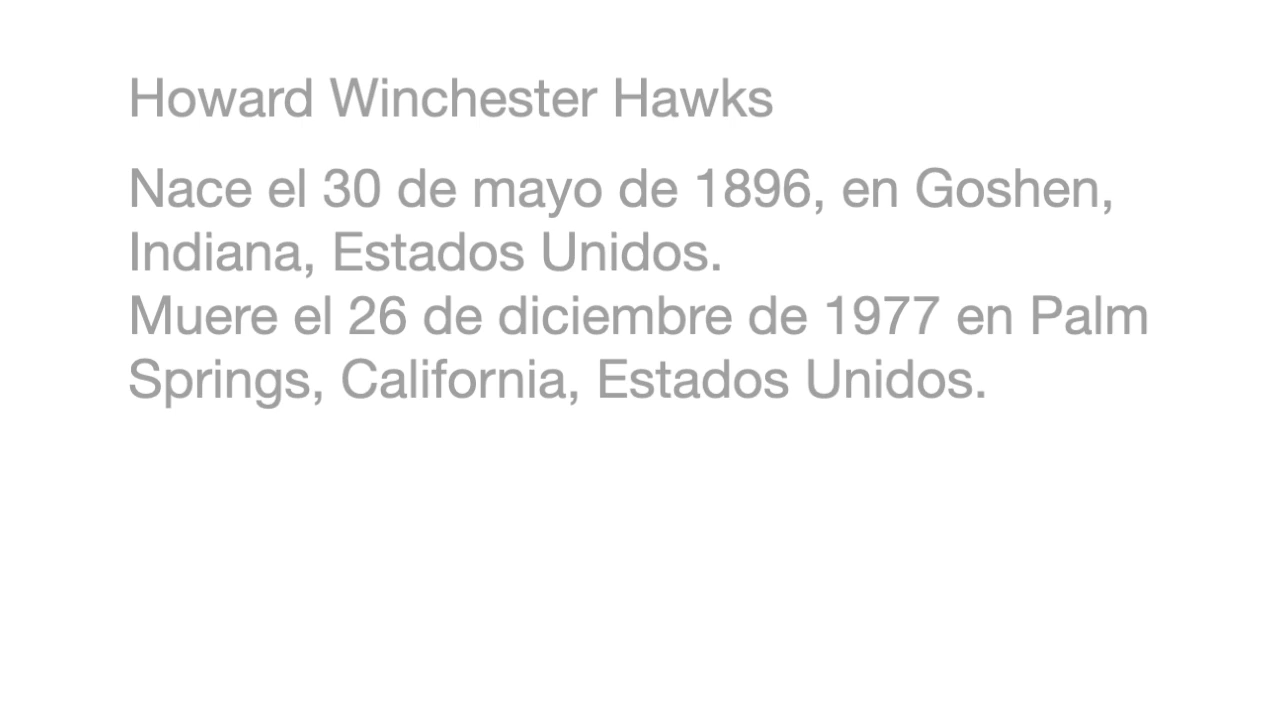 Howard Winchester Hawks
Nace el 30 de mayo de 1896, en Goshen,
Indiana, Estados Unidos.
Muere el 26 de diciembre de 1977 en Palm
Springs, California, Estados Unidos.